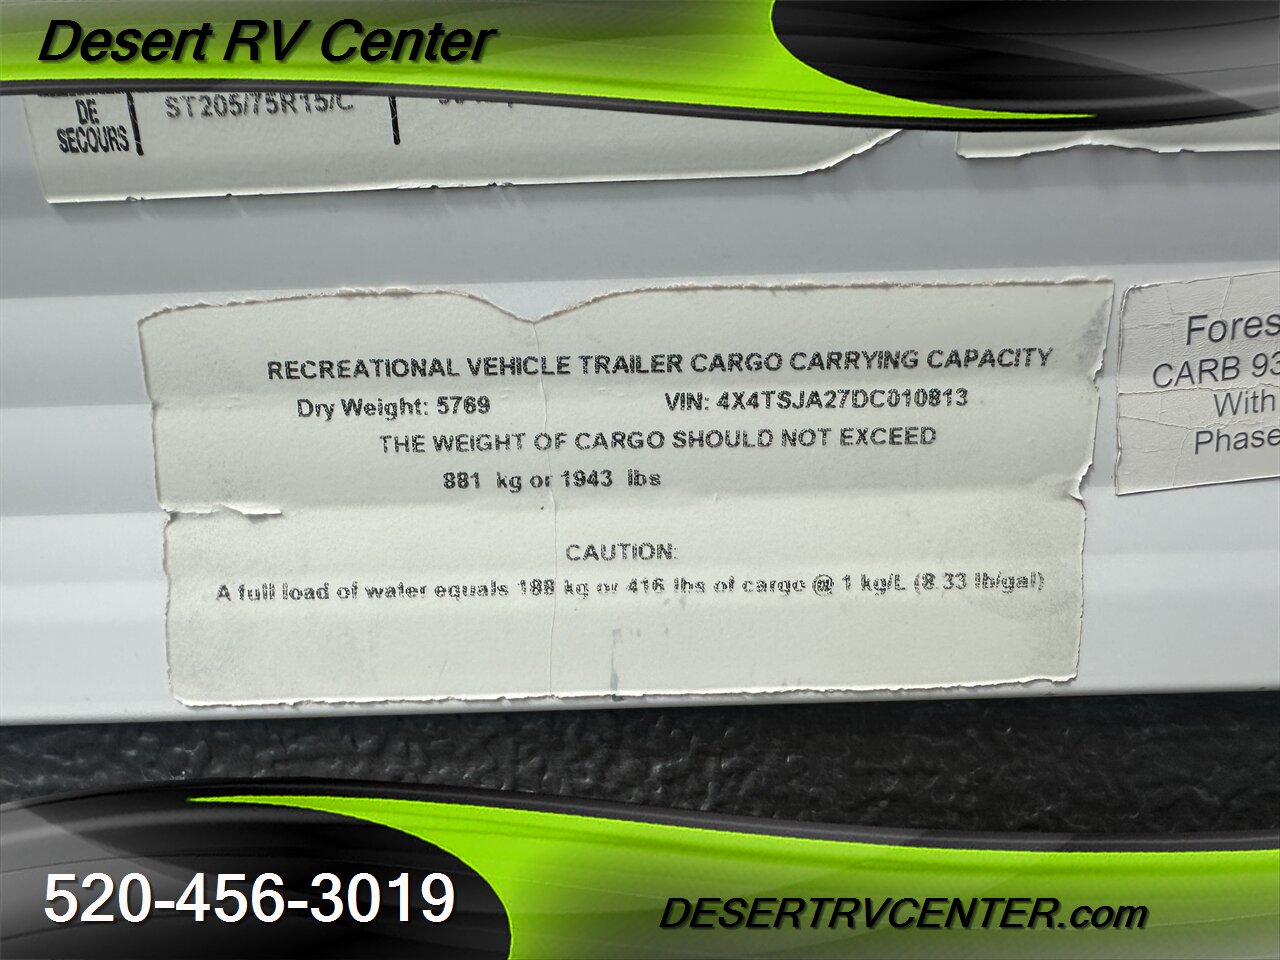 Desert RV Center
DE
SECOURS
ST205/75R15/C
RECREATIONAL VEHICLE TRAILER CARGO CARRYING CAPACITY
Dry Weight: 5769
VIN: 4X4TSJA27DC010813
THE WEIGHT OF CARGO SHOULD NOT EXCEED
881 kg or 1943 lbs
CAUTION:
A full load of water equals 188 kg or 416 lbs of cargo @ 1 kg/L (8.33 lb/gal)
Fores
CARB 93
With
Phase
520-456-3019
DESERTRVCENTER.com